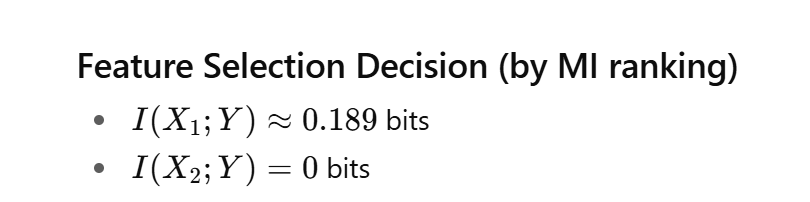 Feature Selection Decision (by MI ranking)
• I(X₁; Y) ≈ 0.189 bits
• I(X₂; Y) = 0 bits